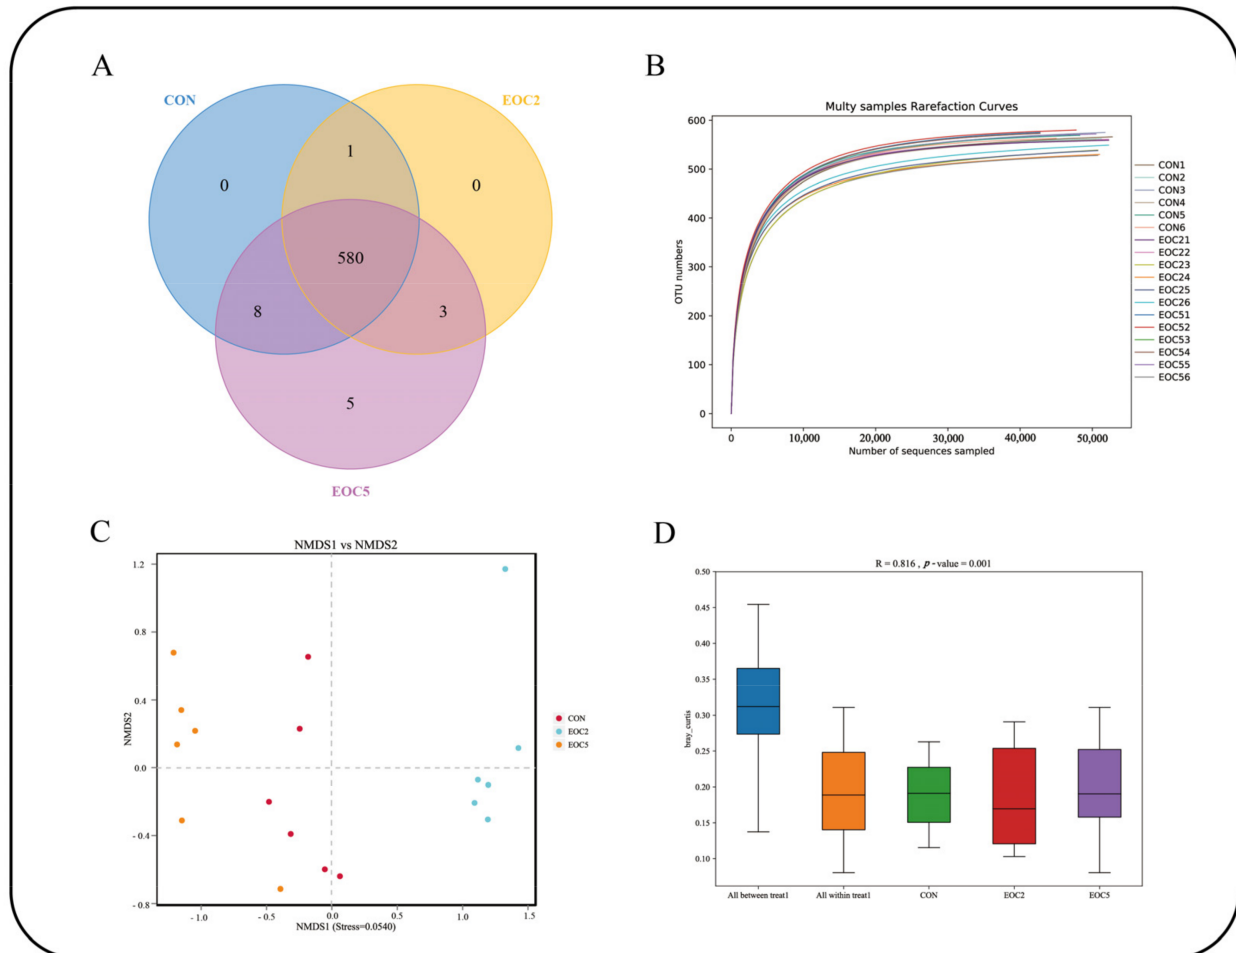 A
CON
EOC2
1
0
0
580
8
3
5
EOC5
B
Multy samples Rarefaction Curves
600
500
400
300
200
100
0
OTU numbers
0
10,000
20,000
30,000
40,000
50,000
Number of sequences sampled
CON1
CON2
CON3
CON4
CON5
CON6
EOC21
EOC22
EOC23
EOC24
EOC25
EOC26
EOC51
EOC52
EOC53
EOC54
EOC55
EOC56
C
NMDS1 vs NMDS2
1.2
0.8
0.4
0.0
- 0.4
- 0.8
NMDS2
- 1.0
- 0.5
0.0
0.5
1.0
1.5
NMDS1 (Stress=0.0540)
CON
EOC2
EOC5
D
R = 0.816 , p - value = 0.001
0.50
0.45
0.40
0.35
0.30
0.25
0.20
0.15
0.10
bray_curtis
All between treat1
All within treat1
CON
EOC2
EOC5